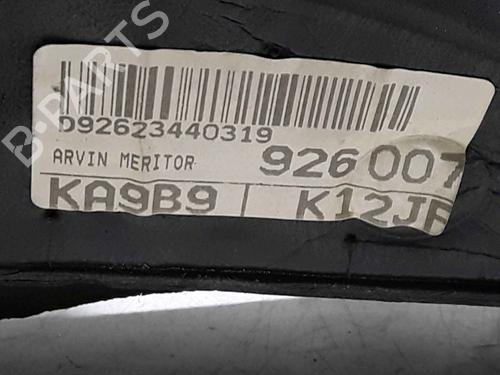 B-PARTS
D92623440319
ARVIN MERITOR
926007
KA9B9 | K12JF